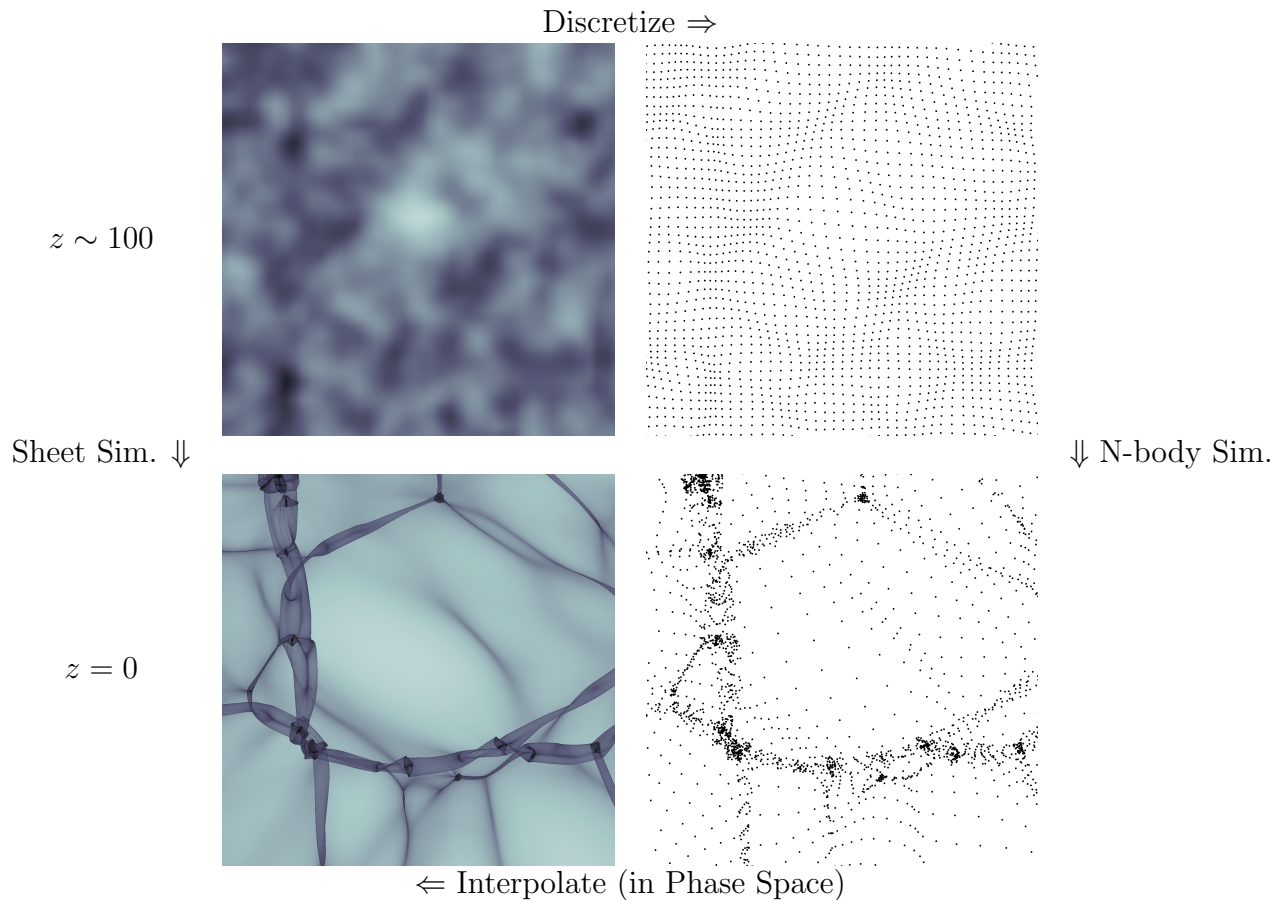 Discretize ⇒
z ∼ 100
Sheet Sim. ⇓
⇓ N-body Sim.
z = 0
⇐ Interpolate (in Phase Space)